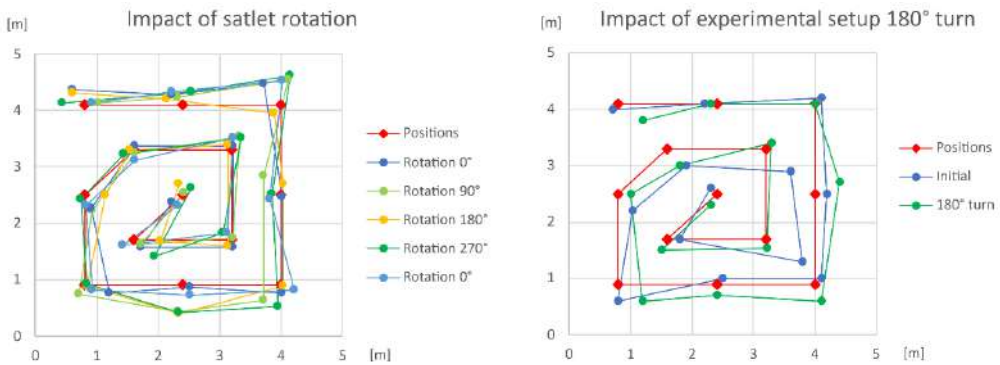 [m] Impact of satlet rotation
5
4
3
2
1
0
0 1 2 3 4 5
[m]
Positions
Rotation 0°
Rotation 90°
Rotation 180°
Rotation 270°
Rotation 0°
[m] Impact of experimental setup 180° turn
5
4
3
2
1
0
0 1 2 3 4 5
[m]
Positions
Initial
180° turn